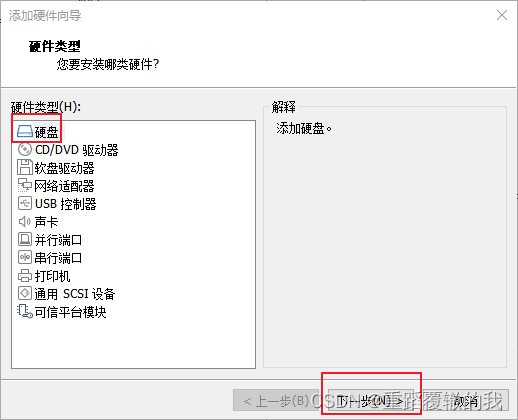 添加硬件向导
硬件类型
您要安装哪类硬件?
硬件类型(H):
硬盘
CD/DVD 驱动器
软盘驱动器
网络适配器
USB 控制器
声卡
并行端口
串行端口
打印机
通用 SCSI 设备
可信平台模块
解释
添加硬盘。
< 上一步(B)
下一步(N) >
取消
CSDN @重蹈覆辙的我